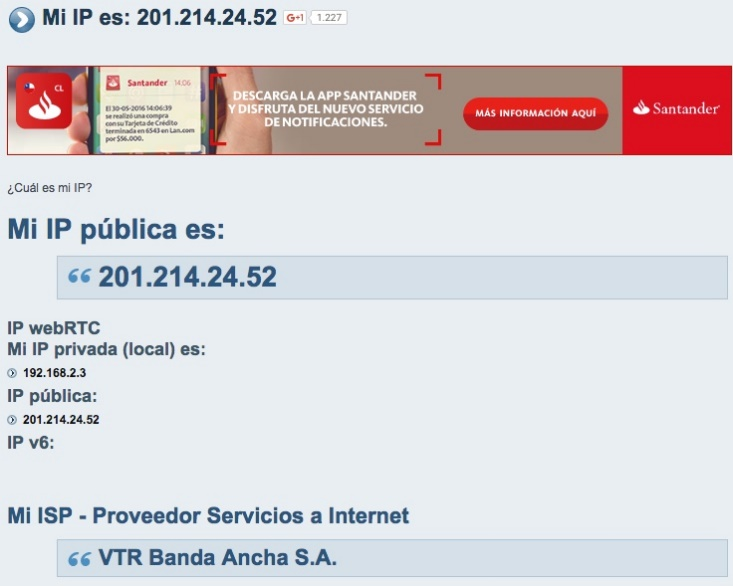 Mi IP es: 201.214.24.52 G+1 1.227
CL
Santander 14:06
El 30-05-2016 14:06:39
se realizó una compra
con su Tarjeta de Crédito
terminada en 6543 en Lan.com
por $56.000.
DESCARGA LA APP SANTANDER
Y DISFRUTA DEL NUEVO SERVICIO
DE NOTIFICACIONES.
MÁS INFORMACIÓN AQUÍ
Santander
¿Cuál es mi IP?
Mi IP pública es:
201.214.24.52
IP webRTC
Mi IP privada (local) es:
192.168.2.3
IP pública:
201.214.24.52
IP v6:
Mi ISP - Proveedor Servicios a Internet
VTR Banda Ancha S.A.